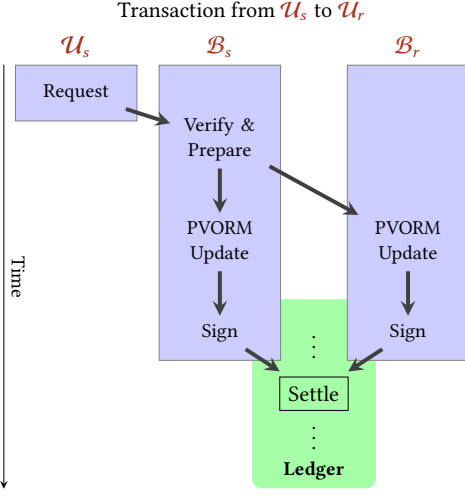 Transaction from 𝒰ₛ to 𝒰ᵣ
𝒰ₛ
ℬₛ
ℬᵣ
Request
Verify &
Prepare
PVORM
Update
PVORM
Update
Time
Sign
Sign
⋮
Settle
⋮
Ledger